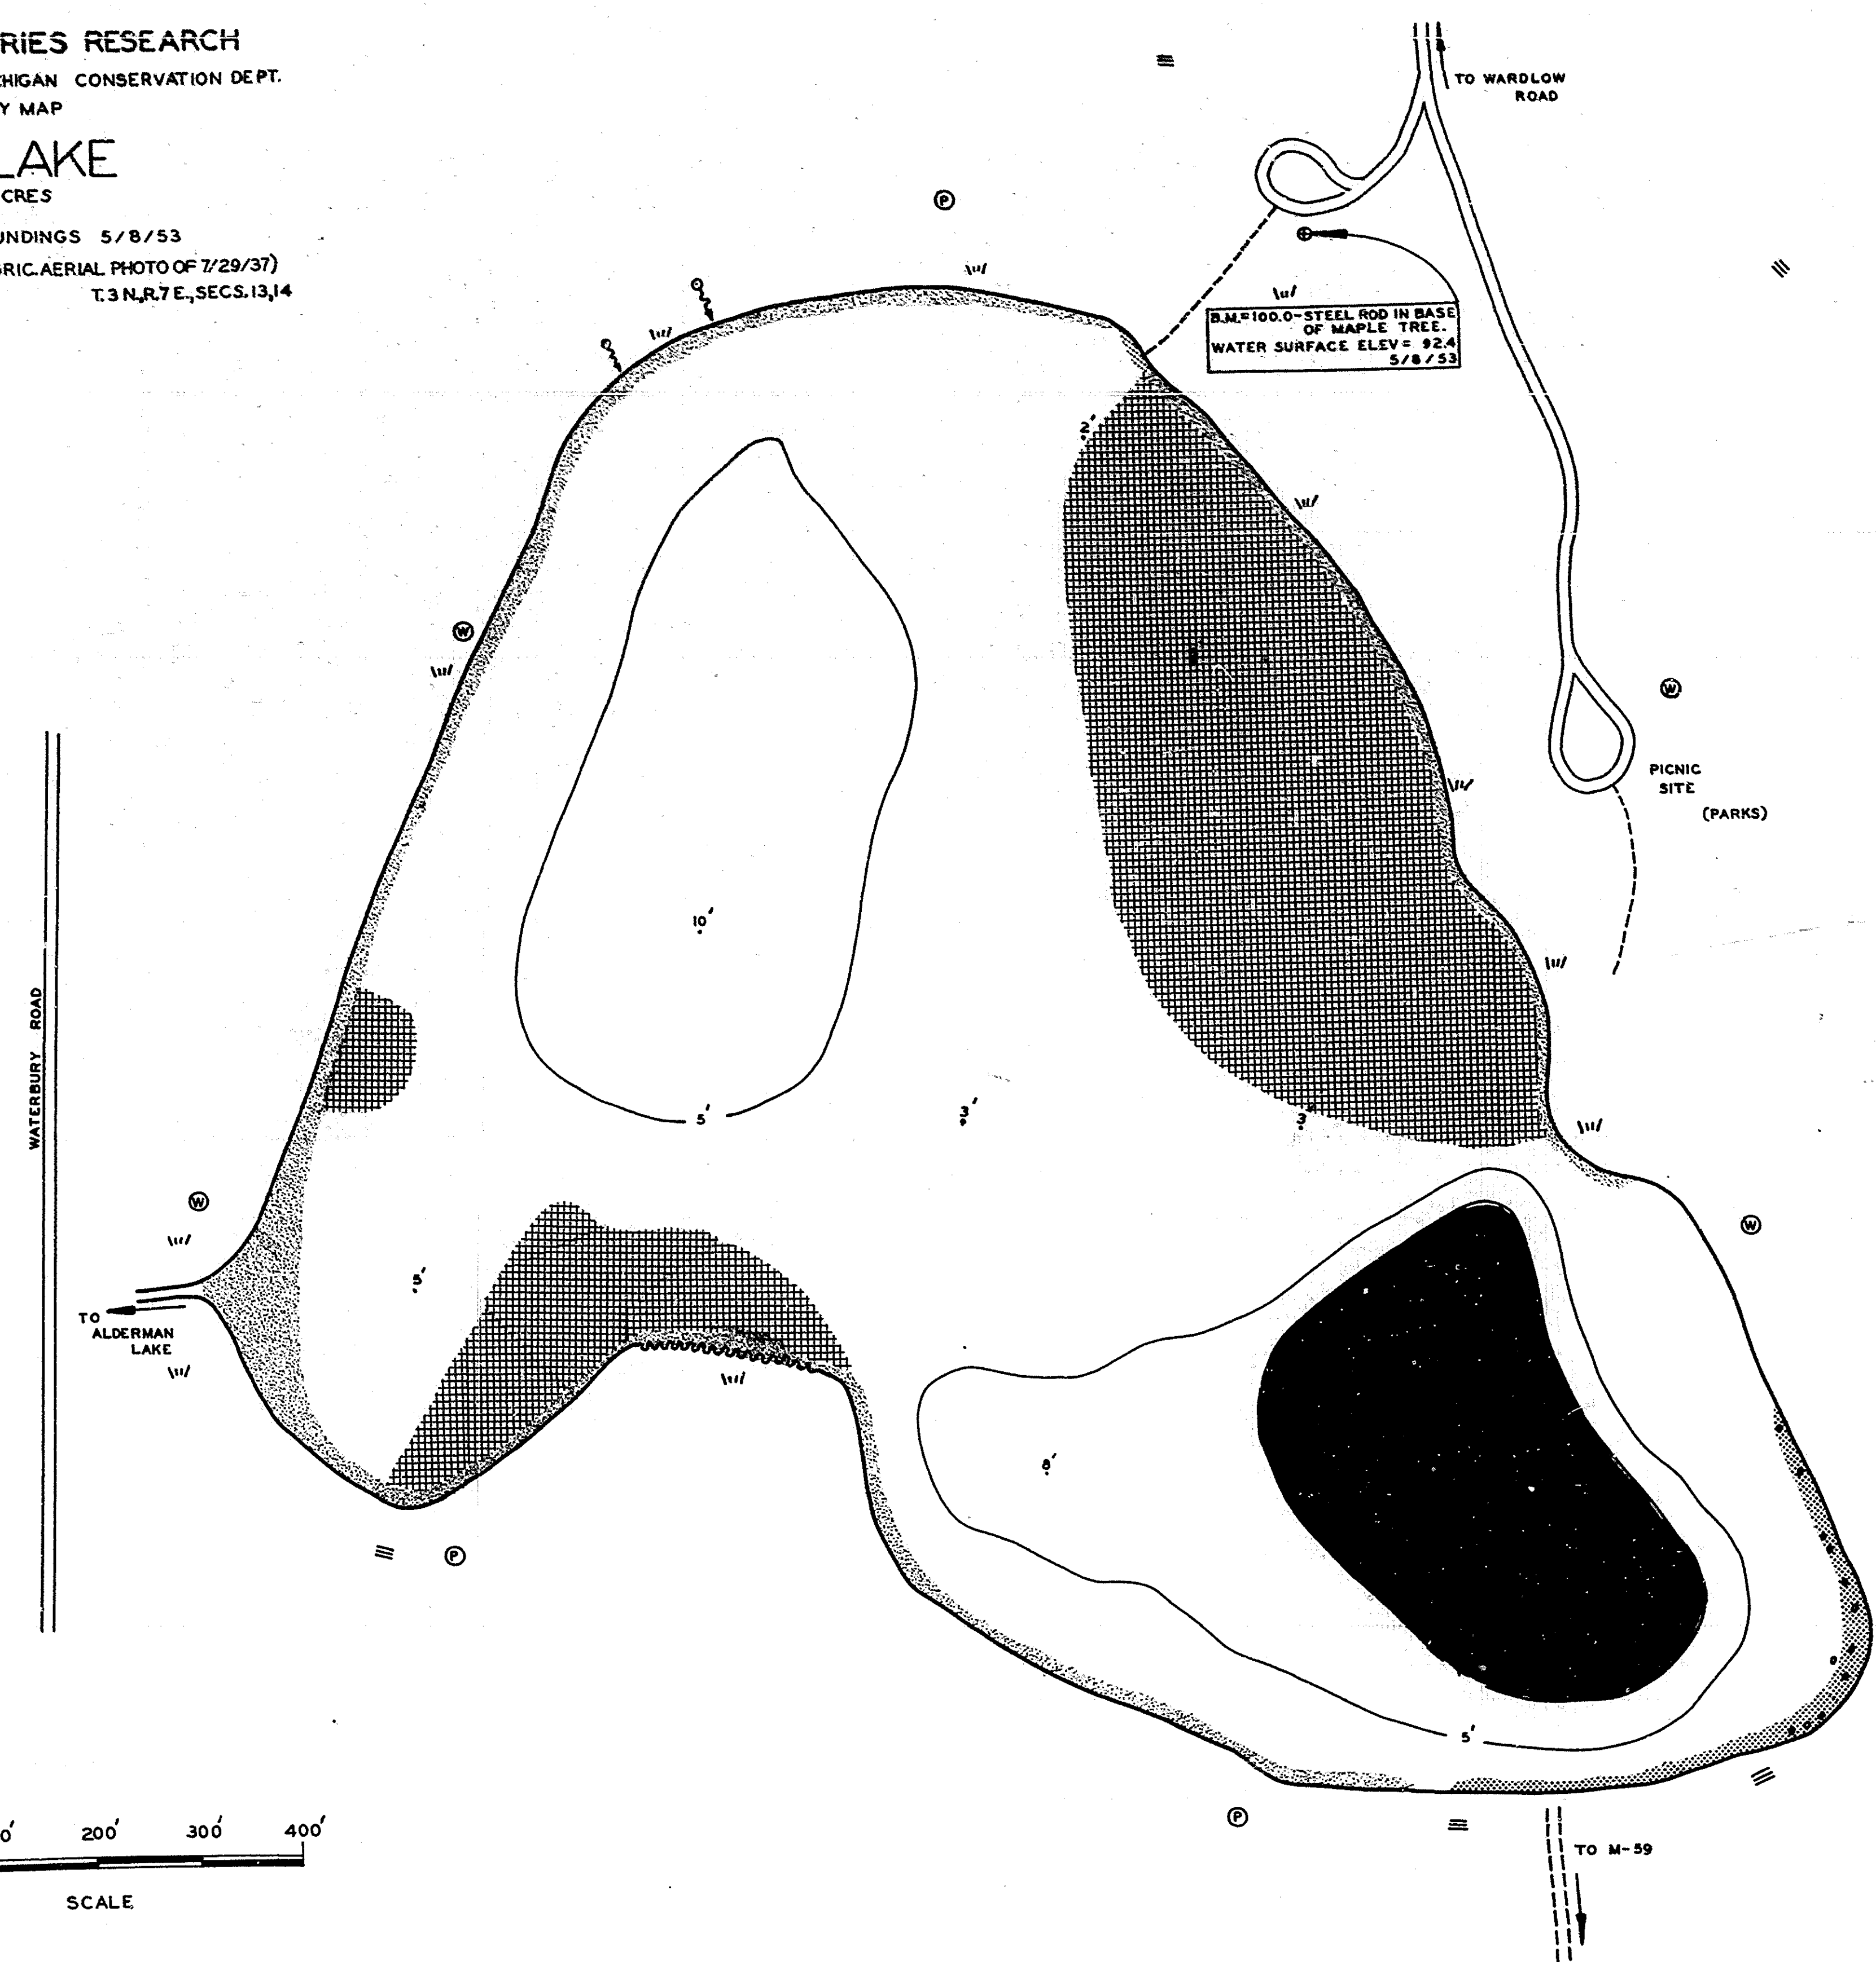 RIES RESEARCH
HIGAN CONSERVATION DEPT.
Y MAP
LAKE
CRES
UNDINGS 5/8/53
GRIC. AERIAL PHOTO OF 7/29/37)
T. 3 N., R. 7 E., SECS. 13, 14
TO WARDLOW
ROAD
P
B.M.=100.0-STEEL ROD IN BASE
OF MAPLE TREE.
WATER SURFACE ELEV= 92.4
5/8/53
2'
W
W
PICNIC
SITE
(PARKS)
10'
WATERBURY ROAD
5'
3'
3'
W
W
5'
TO
ALDERMAN
LAKE
8'
P
5'
P
0' 200' 300' 400'
SCALE
TO M-59